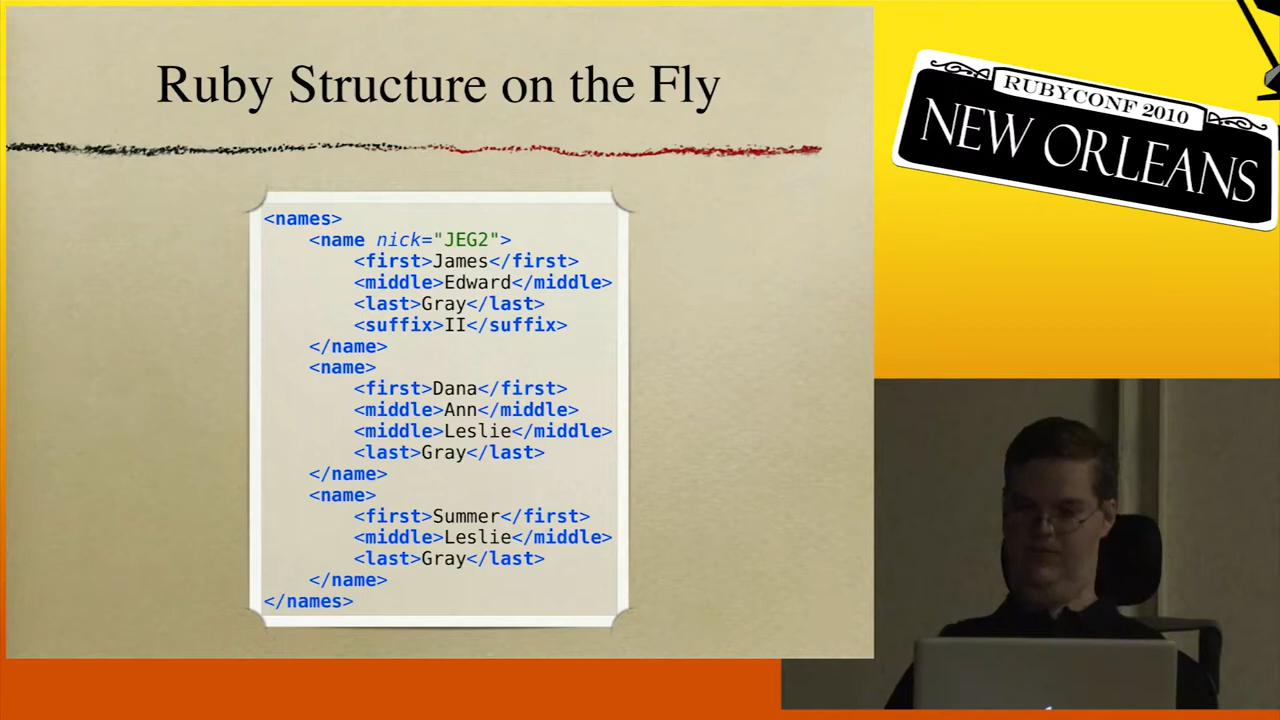 Ruby Structure on the Fly
<names>
    <name nick="JEG2">
        <first>James</first>
        <middle>Edward</middle>
        <last>Gray</last>
        <suffix>II</suffix>
    </name>
    <name>
        <first>Dana</first>
        <middle>Ann</middle>
        <middle>Leslie</middle>
        <last>Gray</last>
    </name>
    <name>
        <first>Summer</first>
        <middle>Leslie</middle>
        <last>Gray</last>
    </name>
</names>
RUBYCONF 2010
NEW ORLEANS